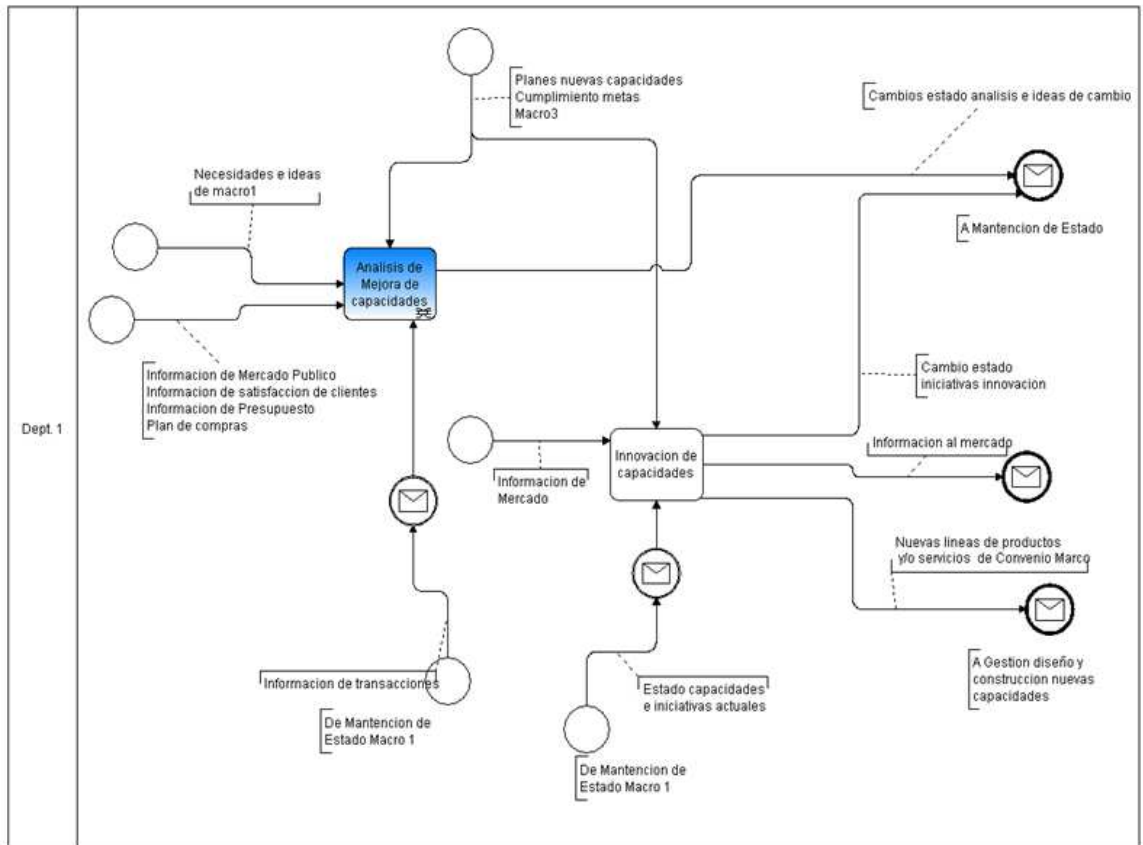 Dept. 1
Planes nuevas capacidades
Cumplimiento metas
Macro3
Cambios estado analisis e ideas de cambio
Necesidades e ideas
de macro1
A Mantencion de Estado
Analisis de
Mejora de
capacidades
Informacion de Mercado Publico
Informacion de satisfaccion de clientes
Informacion de Presupuesto
Plan de compras
Cambio estado
iniciativas innovacion
Informacion al mercado
Innovacion de
capacidades
Informacion de
Mercado
Nuevas lineas de productos
y/o servicios de Convenio Marco
Informacion de transacciones
De Mantencion de
Estado Macro 1
Estado capacidades
e iniciativas actuales
A Gestion diseño y
construccion nuevas
capacidades
De Mantencion de
Estado Macro 1